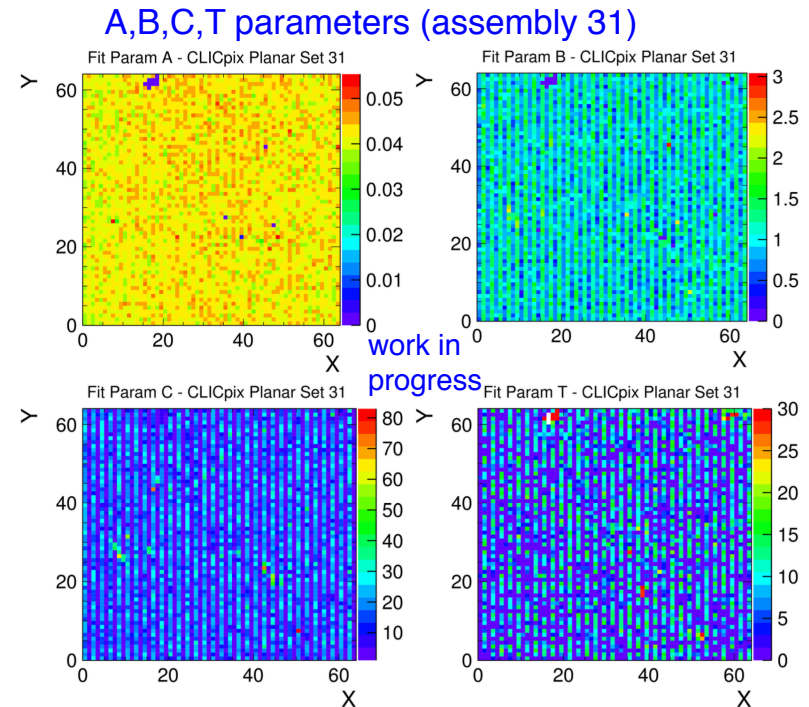 A,B,C,T parameters (assembly 31)
Fit Param A - CLICpix Planar Set 31
Y
60
40
20
0
0 20 40 60
X
0.05
0.04
0.03
0.02
0.01
0
Fit Param B - CLICpix Planar Set 31
Y
60
40
20
0
0 20 40 60
X
3
2.5
2
1.5
1
0.5
0
work in
progress
Fit Param C - CLICpix Planar Set 31
Y
60
40
20
0
0 20 40 60
X
80
70
60
50
40
30
20
10
Fit Param T - CLICpix Planar Set 31
Y
60
40
20
0
0 20 40 60
X
30
25
20
15
10
5
0